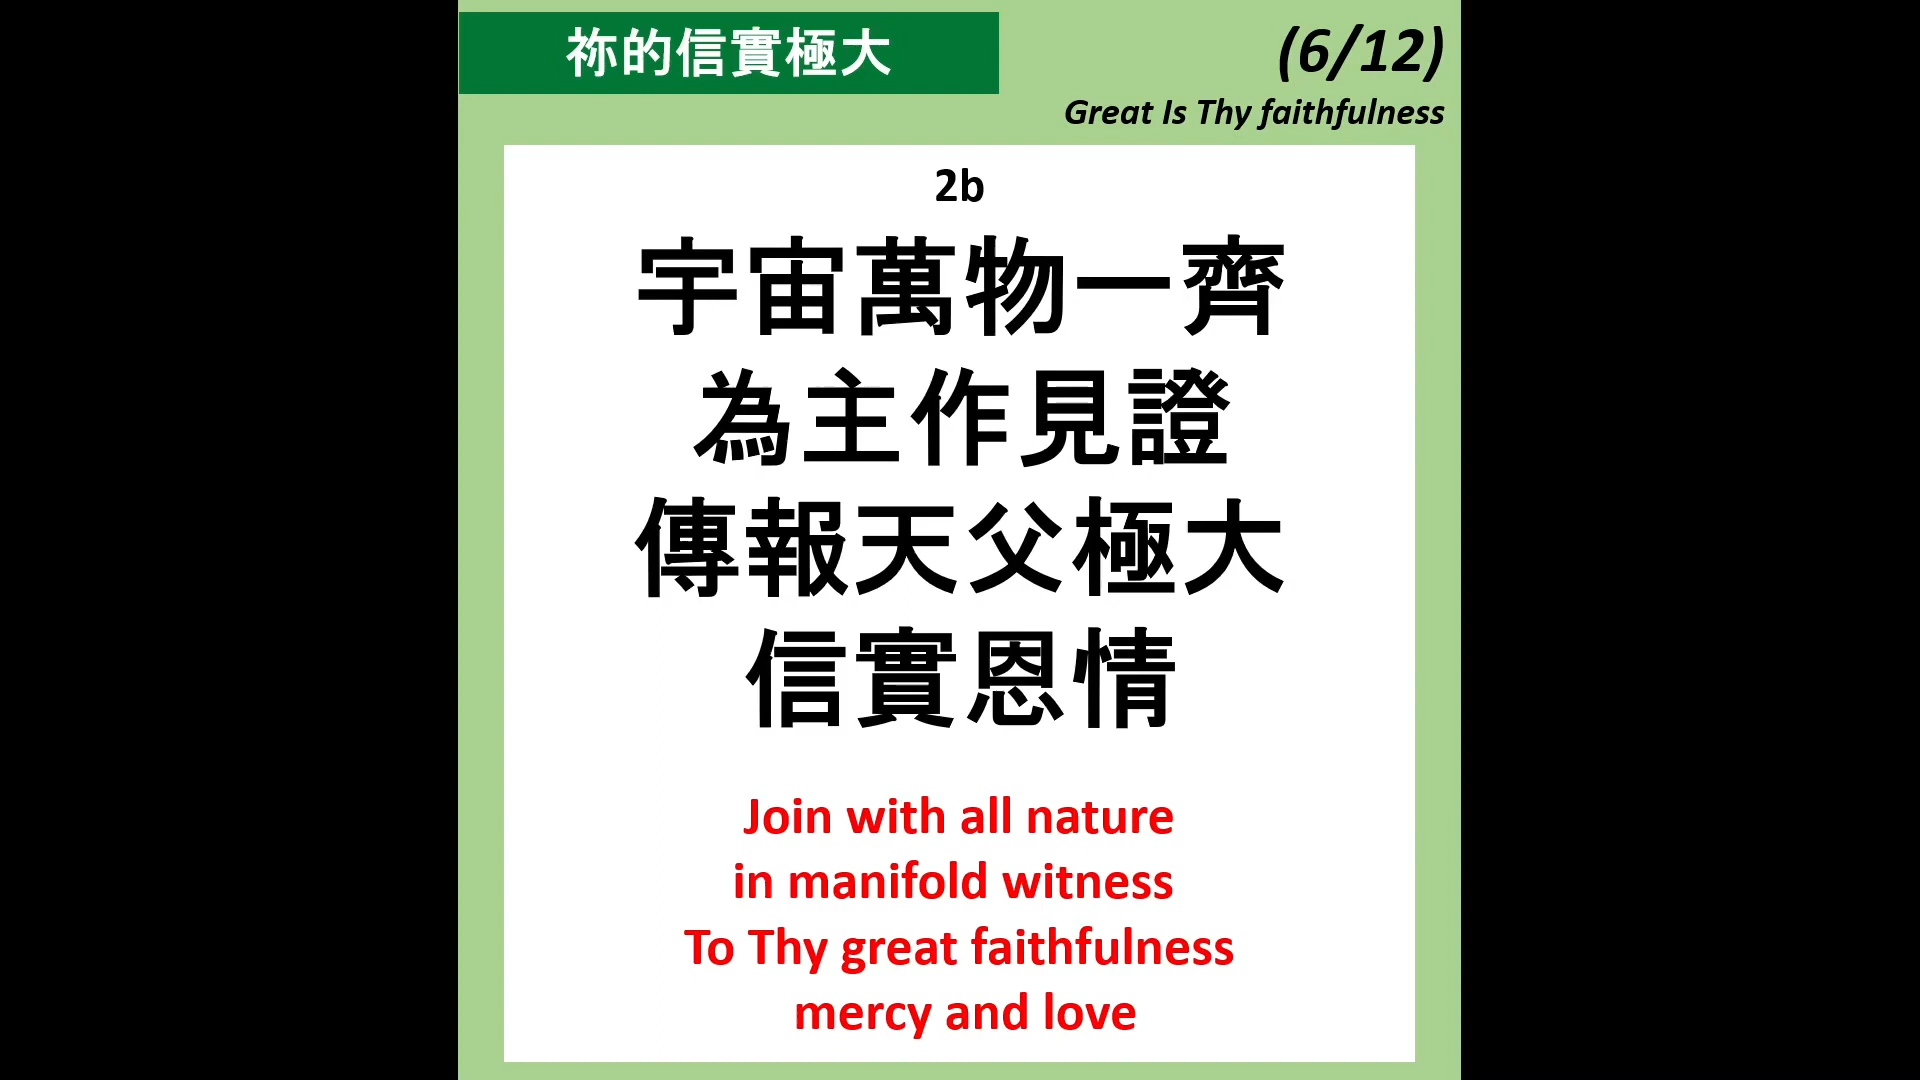 祢的信實極大
(6/12)
Great Is Thy faithfulness
2b
宇宙萬物一齊
為主作見證
傳報天父極大
信實恩情
Join with all nature
in manifold witness
To Thy great faithfulness
mercy and love